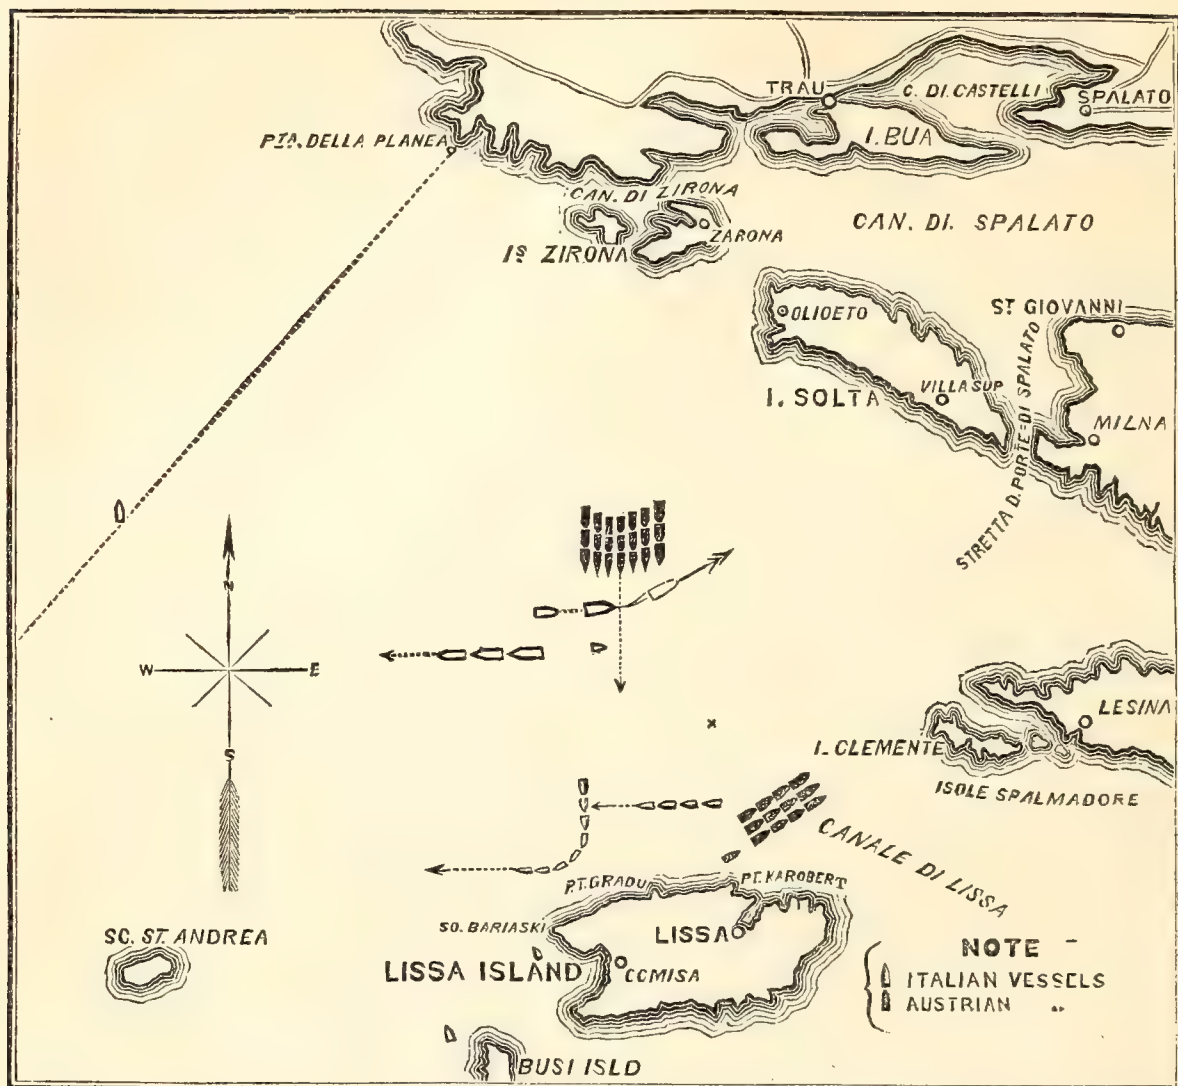 TRAU
C. DI. CASTELLI
SPALATO
PTA. DELLA PLANEA
I. BUA
CAN. DI ZIRONA
ZARONA
IS ZIRONA
CAN. DI. SPALATO
OLIOETO
ST GIOVANNI
I. SOLTA
VILLA SUP
MILNA
STRETTA D. PORTE=DI SPALATO
N
W
E
S
LESINA
I. CLEMENTE
ISOLE SPALMADORE
CANALE DI LISSA
PT. GRADU
PT. KAROBERT
SC. ST. ANDREA
SO. BARIASKI
LISSA
LISSA ISLAND
COMISA
NOTE
ITALIAN VESSELS
AUSTRIAN "
BUSI ISLD